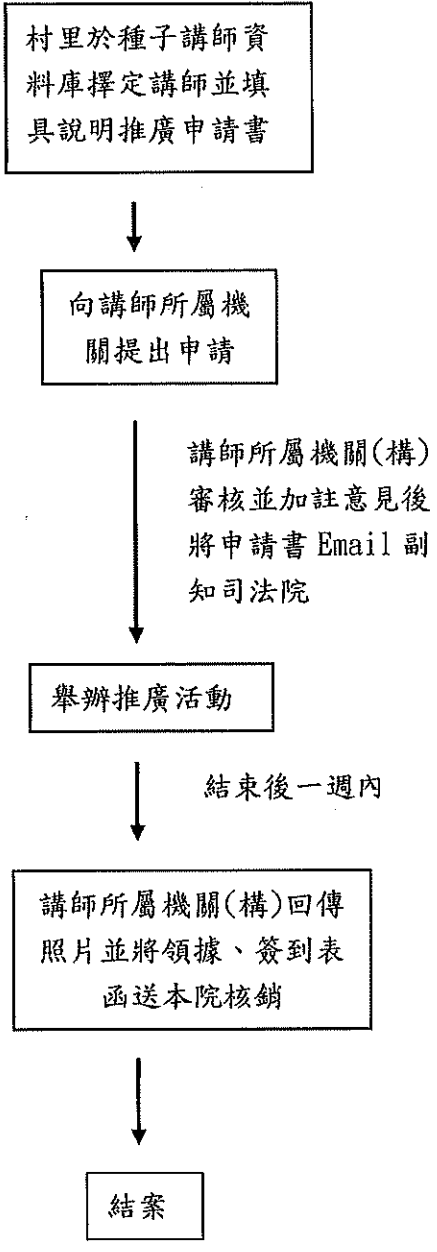 村里於種子講師資
料庫擇定講師並填
具說明推廣申請書
向講師所屬機
關提出申請
講師所屬機關(構)
審核並加註意見後
將申請書 Email 副
知司法院
舉辦推廣活動
結束後一週內
講師所屬機關(構)回傳
照片並將領據、簽到表
函送本院核銷
結案